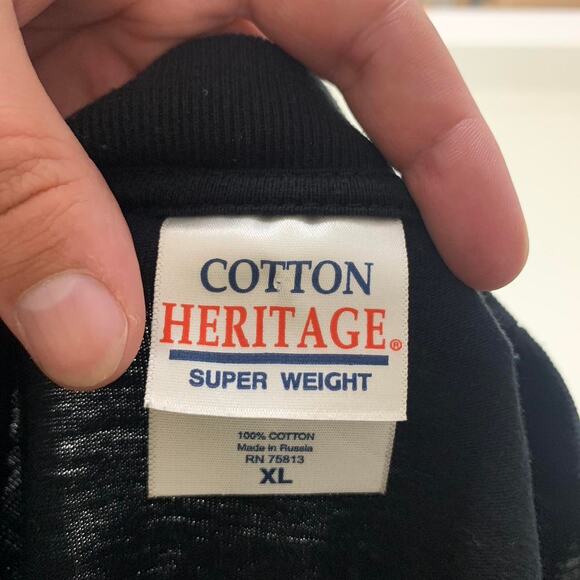 COTTON
HERITAGE®
SUPER WEIGHT
100% COTTON
Made in Russia
RN 75813
XL